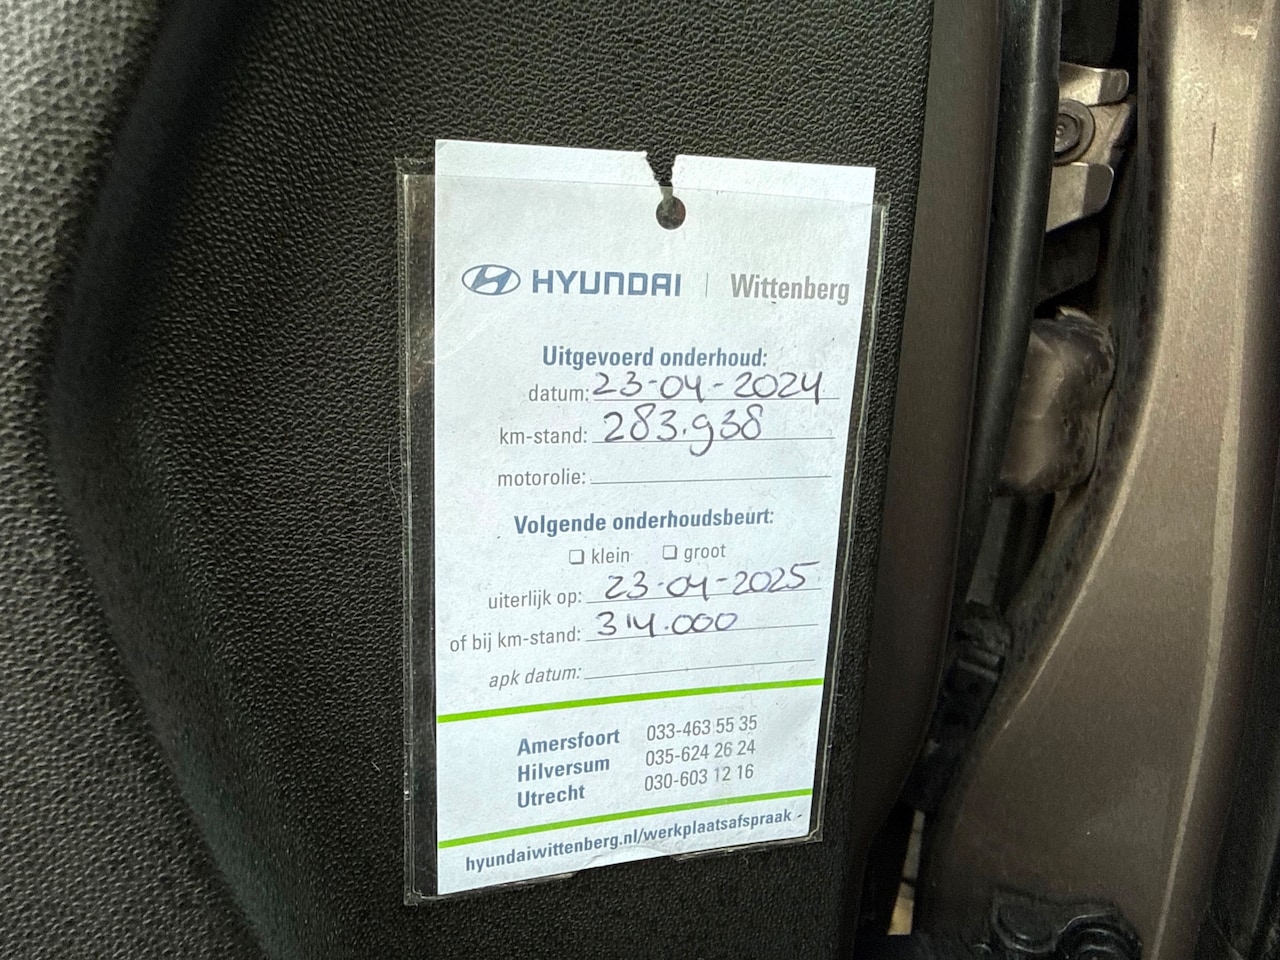 HYUNDAI | Wittenberg
Uitgevoerd onderhoud:
datum: 23-04-2024
km-stand: 283.938
motorolie:
Volgende onderhoudsbeurt:
klein groot
uiterlijk op: 23-04-2025
of bij km-stand: 314.000
apk datum:
Amersfoort 033-463 55 35
Hilversum 035-624 26 24
Utrecht 030-603 12 16
hyundaiwittenberg.nl/werkplaatsafspraak